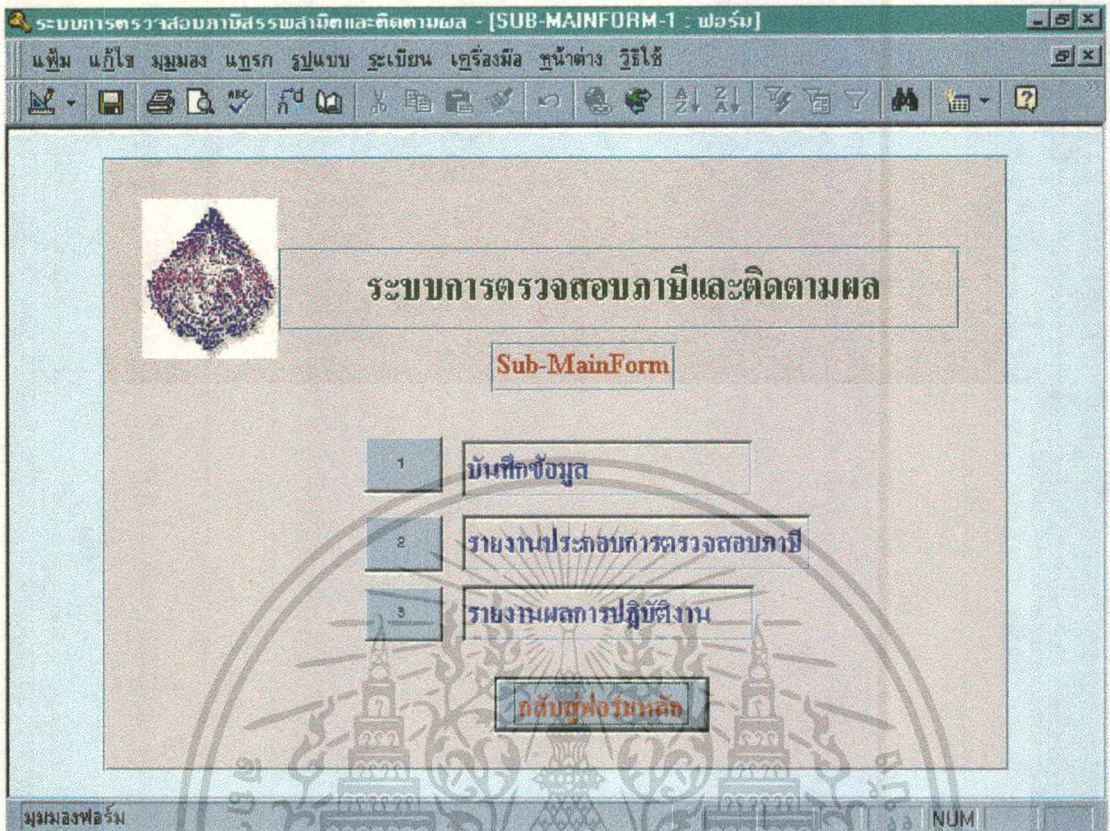 ระบบการตรวจสอบภาษีสรรพสามิตและติดตามผล - [SUB-MAINFORM-1 : ฟอร์ม]
แฟ้ม แก้ไข มุมมอง แทรก รูปแบบ ระเบียน เครื่องมือ หน้าต่าง วิธีใช้
ระบบการตรวจสอบภาษีและติดตามผล
Sub-MainForm
1 บันทึกข้อมูล
2 รายงานประกอบการตรวจสอบภาษี
3 รายงานผลการปฏิบัติงาน
กลับสู่ฟอร์มหลัก
มุมมองฟอร์ม NUM